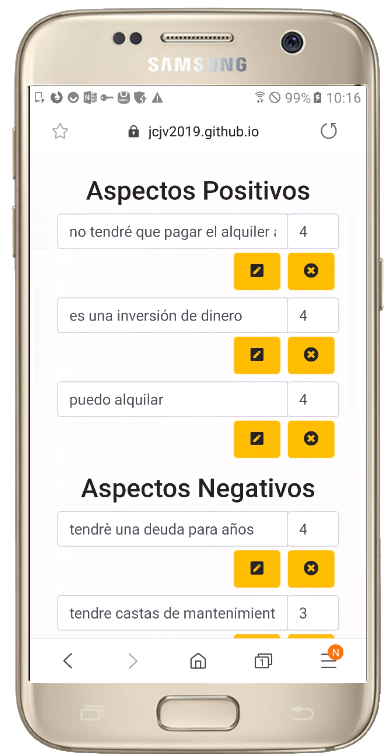 SAMSUNG
99% 10:16
jcjv2019.github.io
Aspectos Positivos
no tendré que pagar el alquiler a 4
es una inversión de dinero 4
puedo alquilar 4
Aspectos Negativos
tendrè una deuda para años 4
tendre castas de mantenimient 3
1
N